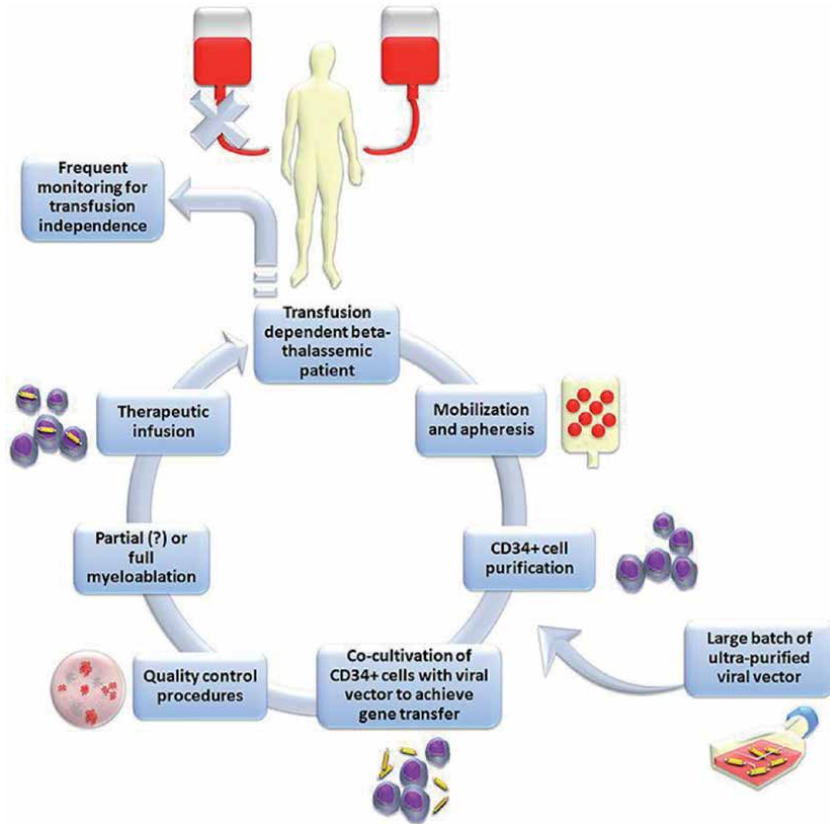 Frequent
monitoring for
transfusion
independence
Transfusion
dependent beta-
thalassemic
patient
Mobilization
and apheresis
CD34+ cell
purification
Large batch of
ultra-purified
viral vector
Co-cultivation of
CD34+ cells with viral
vector to achieve
gene transfer
Quality control
procedures
Partial (?) or
full
myeloablation
Therapeutic
infusion